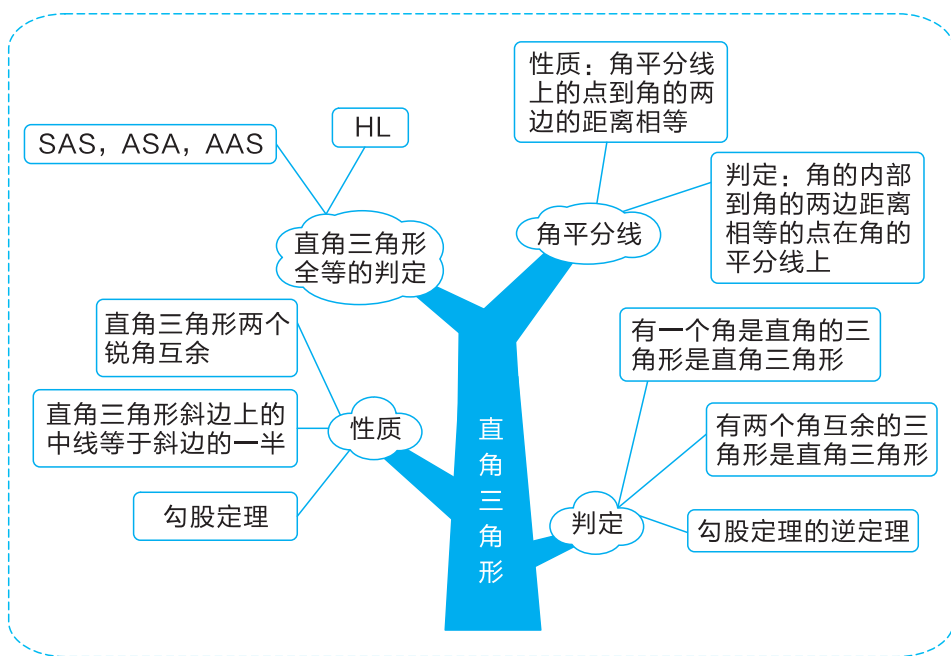 性质：角平分线
上的点到角的两
边的距离相等
HL
SAS，ASA，AAS
判定：角的内部
到角的两边距离
相等的点在角的
平分线上
角平分线
直角三角形
全等的判定
直角三角形两个
锐角互余
有一个角是直角的三
角形是直角三角形
直角三角形斜边上的
中线等于斜边的一半
性质
直角三角形
有两个角互余的三
角形是直角三角形
勾股定理
判定
勾股定理的逆定理